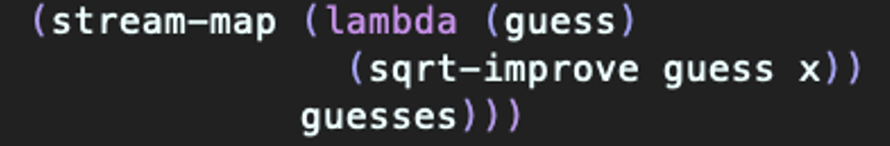 (stream-map (lambda (guess)
(sqrt-improve guess x))
guesses)))